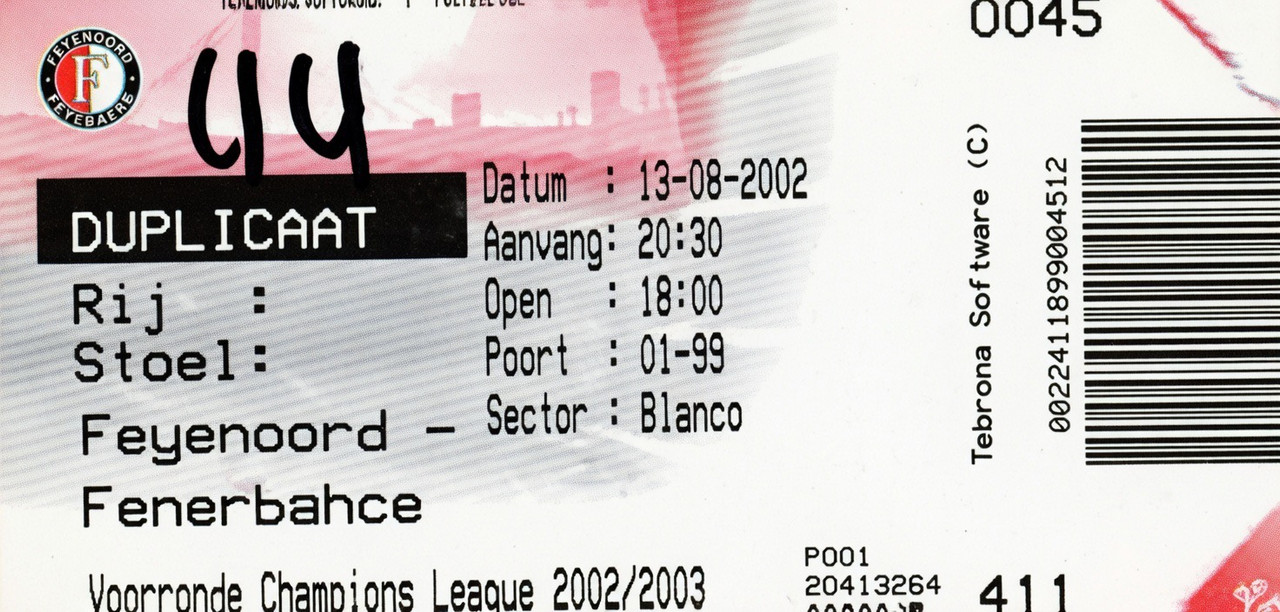 0045
FEYENOORD
F
FEYEBAERS
44
DUPLICAAT
Datum : 13-08-2002
Aanvang: 20:30
Open : 18:00
Poort : 01-99
Sector : Blanco
Rij :
Stoel:
Feyenoord -
Fenerbahce
Voorronde Champions League 2002/2003
Tebrona Software (C)
0022411899004512
P001
20413264
411